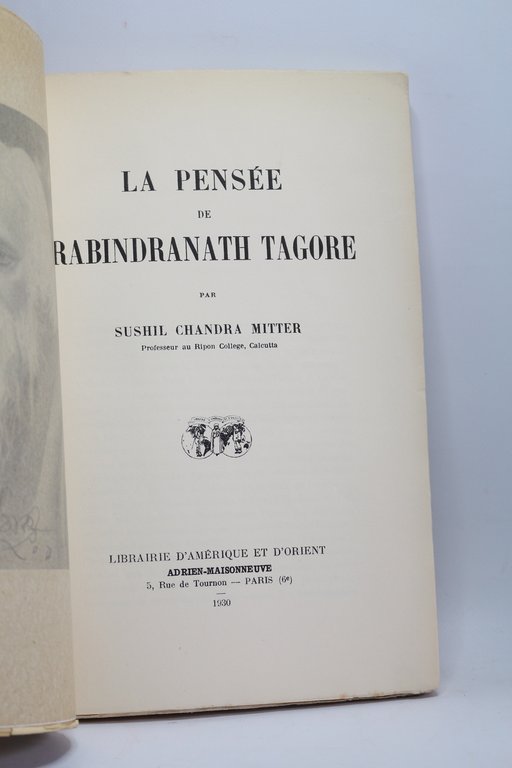 LA PENSÉE
DE
RABINDRANATH TAGORE
PAR
SUSHIL CHANDRA MITTER
Professeur au Ripon College, Calcutta
LIBRAIRIE D'AMÉRIQUE ET D'ORIENT
ADRIEN-MAISONNEUVE
5, Rue de Tournon — PARIS (6e)
1930